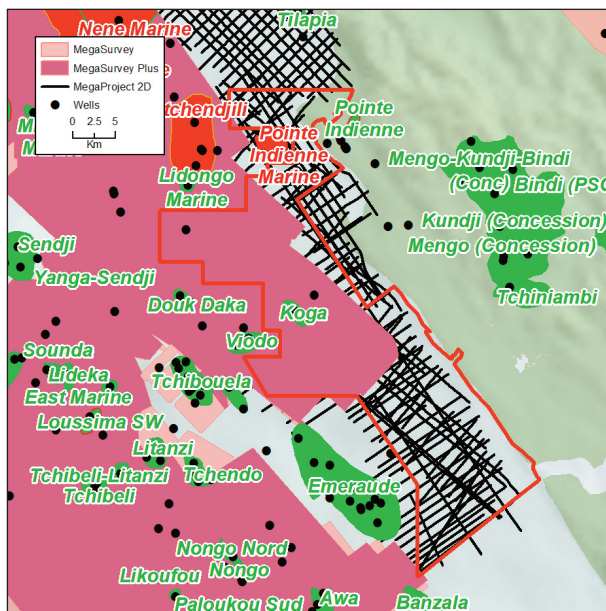 Nene Marine
Tilapia
MegaSurvey
MegaSurvey Plus
MegaProject 2D
Wells
0 2.5 5
Km
Tchendjili
Pointe
Indienne
Pointe
Indienne
Marine
Lidongo
Marine
Mengo-Kundji-Bindi
(Conc) Bindi (PSC
Kundji (Concession)
Mengo (Concession)
Tchiniambi
Sendji
Yanga-Sendji
Douk Daka
Koga
Viodo
Sounda
Lideka
East Marine
Tchibouela
Loussima SW
Litanzi
Tchibeli-Litanzi
Tchibeli
Tchendo
Emeraude
Nongo Nord
Nongo
Likoufou
Paloukou Sud
Awa
Banzala